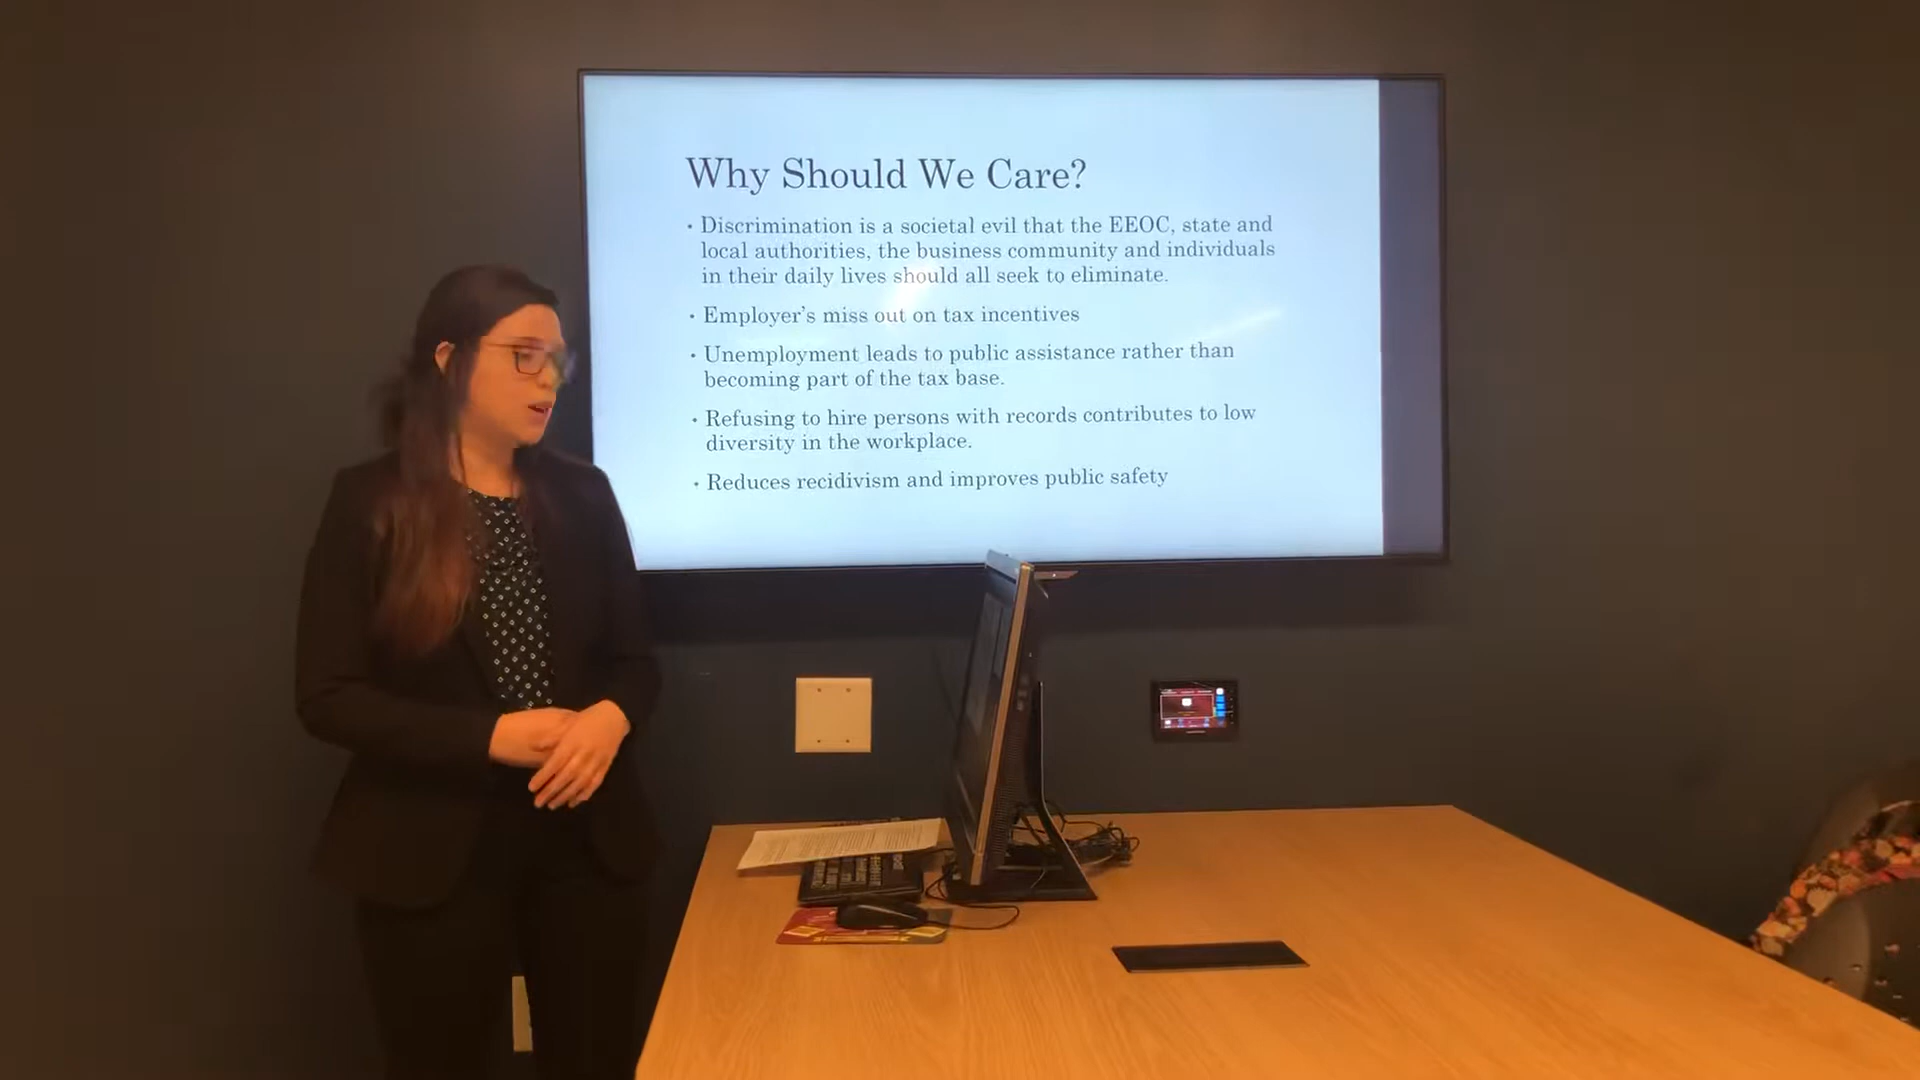 Why Should We Care?
• Discrimination is a societal evil that the EEOC, state and
local authorities, the business community and individuals
in their daily lives should all seek to eliminate.
• Employer's miss out on tax incentives
• Unemployment leads to public assistance rather than
becoming part of the tax base.
• Refusing to hire persons with records contributes to low
diversity in the workplace.
• Reduces recidivism and improves public safety